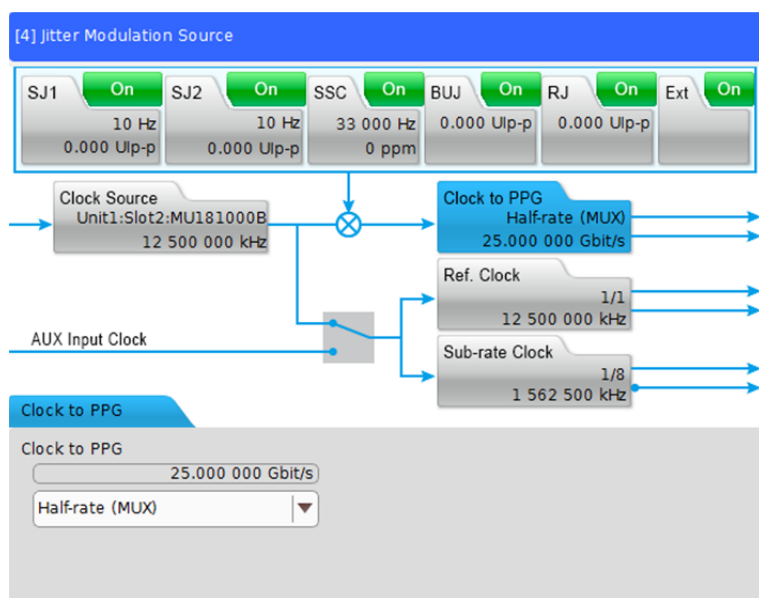 [4] Jitter Modulation Source
SJ1 On SJ2 On SSC On BUJ On RJ On Ext On
10 Hz 10 Hz 33 000 Hz 0.000 UIp-p 0.000 UIp-p
0.000 UIp-p 0.000 UIp-p 0 ppm
Clock Source
Unit1:Slot2:MU181000B
12 500 000 kHz
Clock to PPG
Half-rate (MUX)
25.000 000 Gbit/s
Ref. Clock
1/1
12 500 000 kHz
AUX Input Clock
Sub-rate Clock
1/8
1 562 500 kHz
Clock to PPG
Clock to PPG
25.000 000 Gbit/s
Half-rate (MUX)